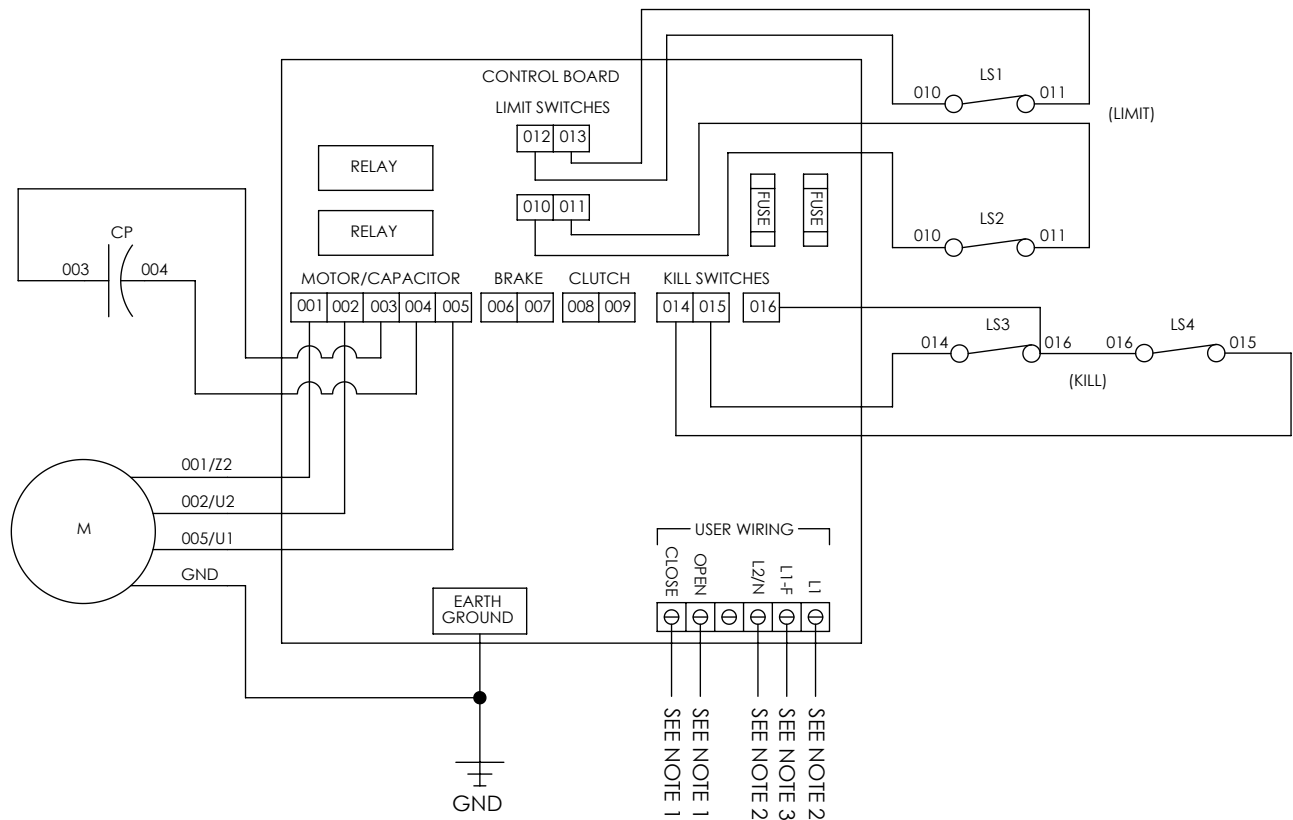 CONTROL BOARD
LIMIT SWITCHES
012 013
010 011
RELAY
RELAY
FUSE
FUSE
LS1
010 011
(LIMIT)
LS2
010 011
CP
003 004
MOTOR/CAPACITOR
001 002 003 004 005
BRAKE
006 007
CLUTCH
008 009
KILL SWITCHES
014 015 016
LS3
014 016
LS4
016 015
(KILL)
M
001/Z2
002/U2
005/U1
GND
EARTH
GROUND
GND
USER WIRING
CLOSE
OPEN
L2/N
L1-F
L1
SEE NOTE 1
SEE NOTE 1
SEE NOTE 2
SEE NOTE 3
SEE NOTE 2